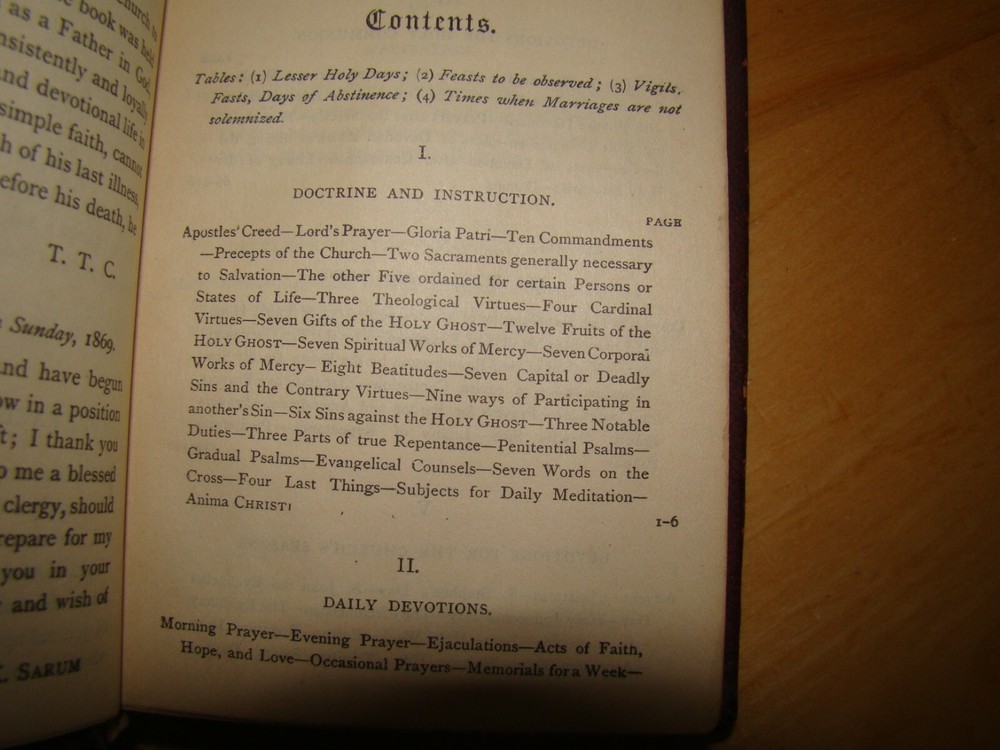 church in
e book was held
s as a Father in God,
nsistently and loyally
nd devotional life in
simple faith, cannot
h of his last illness,
efore his death, he
T. T. C.
Sunday, 1869.
nd have begun
ow in a position
ft; I thank you
o me a blessed
clergy, should
repare for my
you in your
and wish of
SARUM
Contents.
Tables: (1) Lesser Holy Days; (2) Feasts to be observed; (3) Vigils,
Fasts, Days of Abstinence; (4) Times when Marriages are not
solemnized.
I.
DOCTRINE AND INSTRUCTION.
PAGE
Apostles' Creed—Lord's Prayer—Gloria Patri—Ten Commandments
—Precepts of the Church—Two Sacraments generally necessary
to Salvation—The other Five ordained for certain Persons or
States of Life—Three Theological Virtues—Four Cardinal
Virtues—Seven Gifts of the HOLY GHOST—Twelve Fruits of the
HOLY GHOST—Seven Spiritual Works of Mercy—Seven Corporal
Works of Mercy—Eight Beatitudes—Seven Capital or Deadly
Sins and the Contrary Virtues—Nine ways of Participating in
another's Sin—Six Sins against the HOLY GHOST—Three Notable
Duties—Three Parts of true Repentance—Penitential Psalms—
Gradual Psalms—Evangelical Counsels—Seven Words on the
Cross—Four Last Things—Subjects for Daily Meditation—
Anima CHRISTI
1-6
II.
DAILY DEVOTIONS.
Morning Prayer—Evening Prayer—Ejaculations—Acts of Faith,
Hope, and Love—Occasional Prayers—Memorials for a Week—